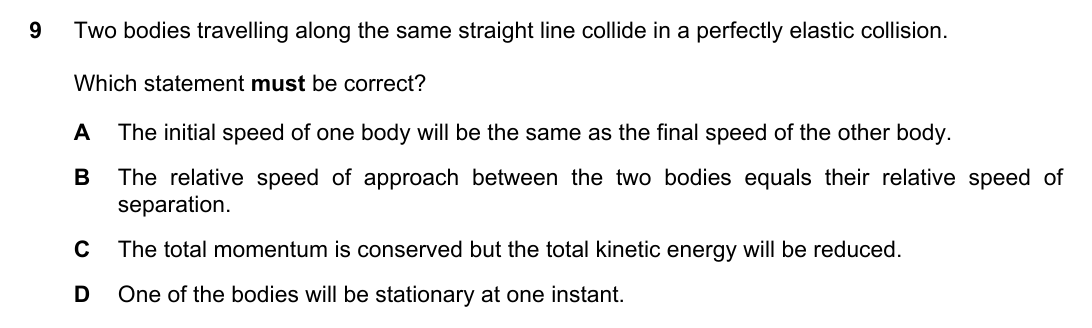 9 Two bodies travelling along the same straight line collide in a perfectly elastic collision.
Which statement must be correct?
A The initial speed of one body will be the same as the final speed of the other body.
B The relative speed of approach between the two bodies equals their relative speed of
separation.
C The total momentum is conserved but the total kinetic energy will be reduced.
D One of the bodies will be stationary at one instant.